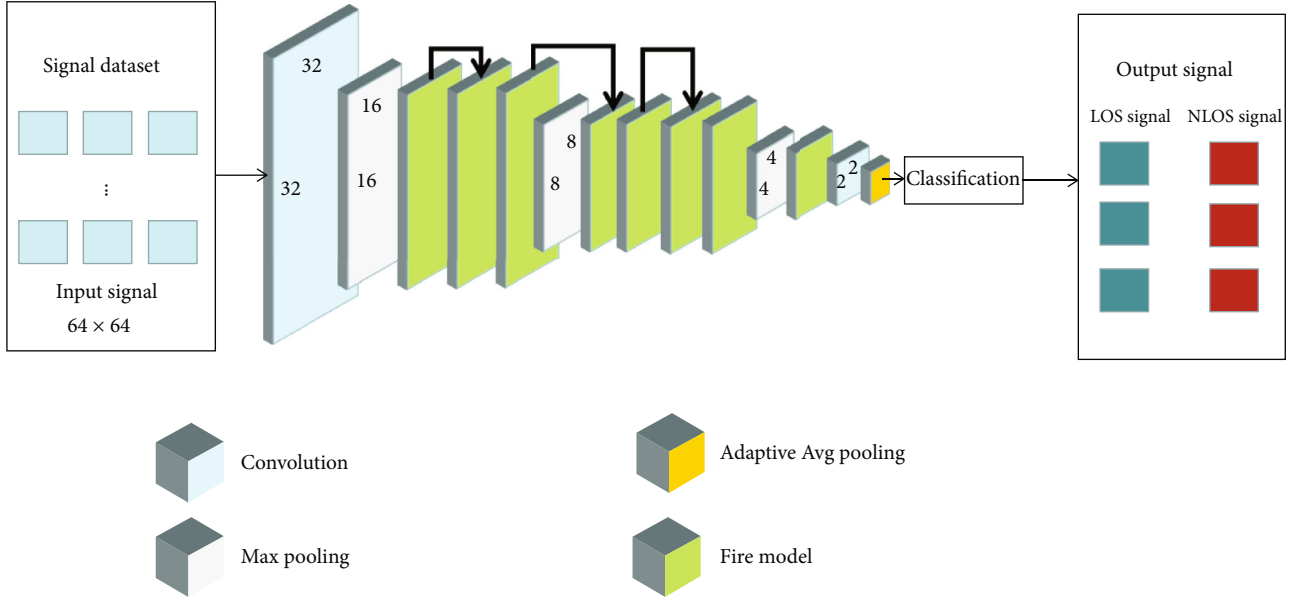 Signal dataset
...
Input signal
64 × 64
32
32
16
16
8
8
4
4
2
2
Classification
Output signal
LOS signal
NLOS signal
Convolution
Adaptive Avg pooling
Max pooling
Fire model